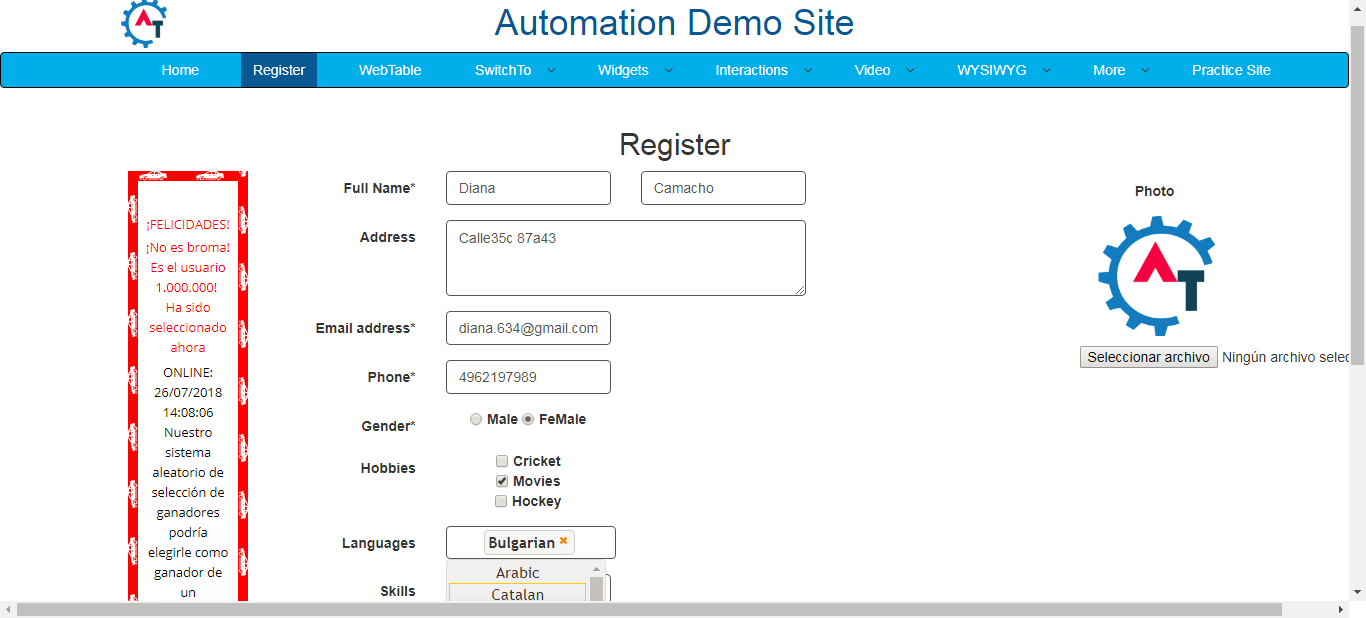 AT
Automation Demo Site
Home Register WebTable SwitchTo Widgets Interactions Video WYSIWYG More Practice Site
Register
Full Name* Diana Camacho
Address Calle35c 87a43
Email address* diana.634@gmail.com
Phone* 4962197989
Gender* Male FeMale
Hobbies Cricket
Movies
Hockey
Languages Bulgarian
Arabic
Catalan
Skills
Photo
AT
Seleccionar archivo Ningún archivo selec
¡FELICIDADES!
¡No es broma!
Es el usuario
1.000.000!
Ha sido
seleccionado
ahora
ONLINE:
26/07/2018
14:08:06
Nuestro
sistema
aleatorio de
selección de
ganadores
podría
elegirle como
ganador de
un